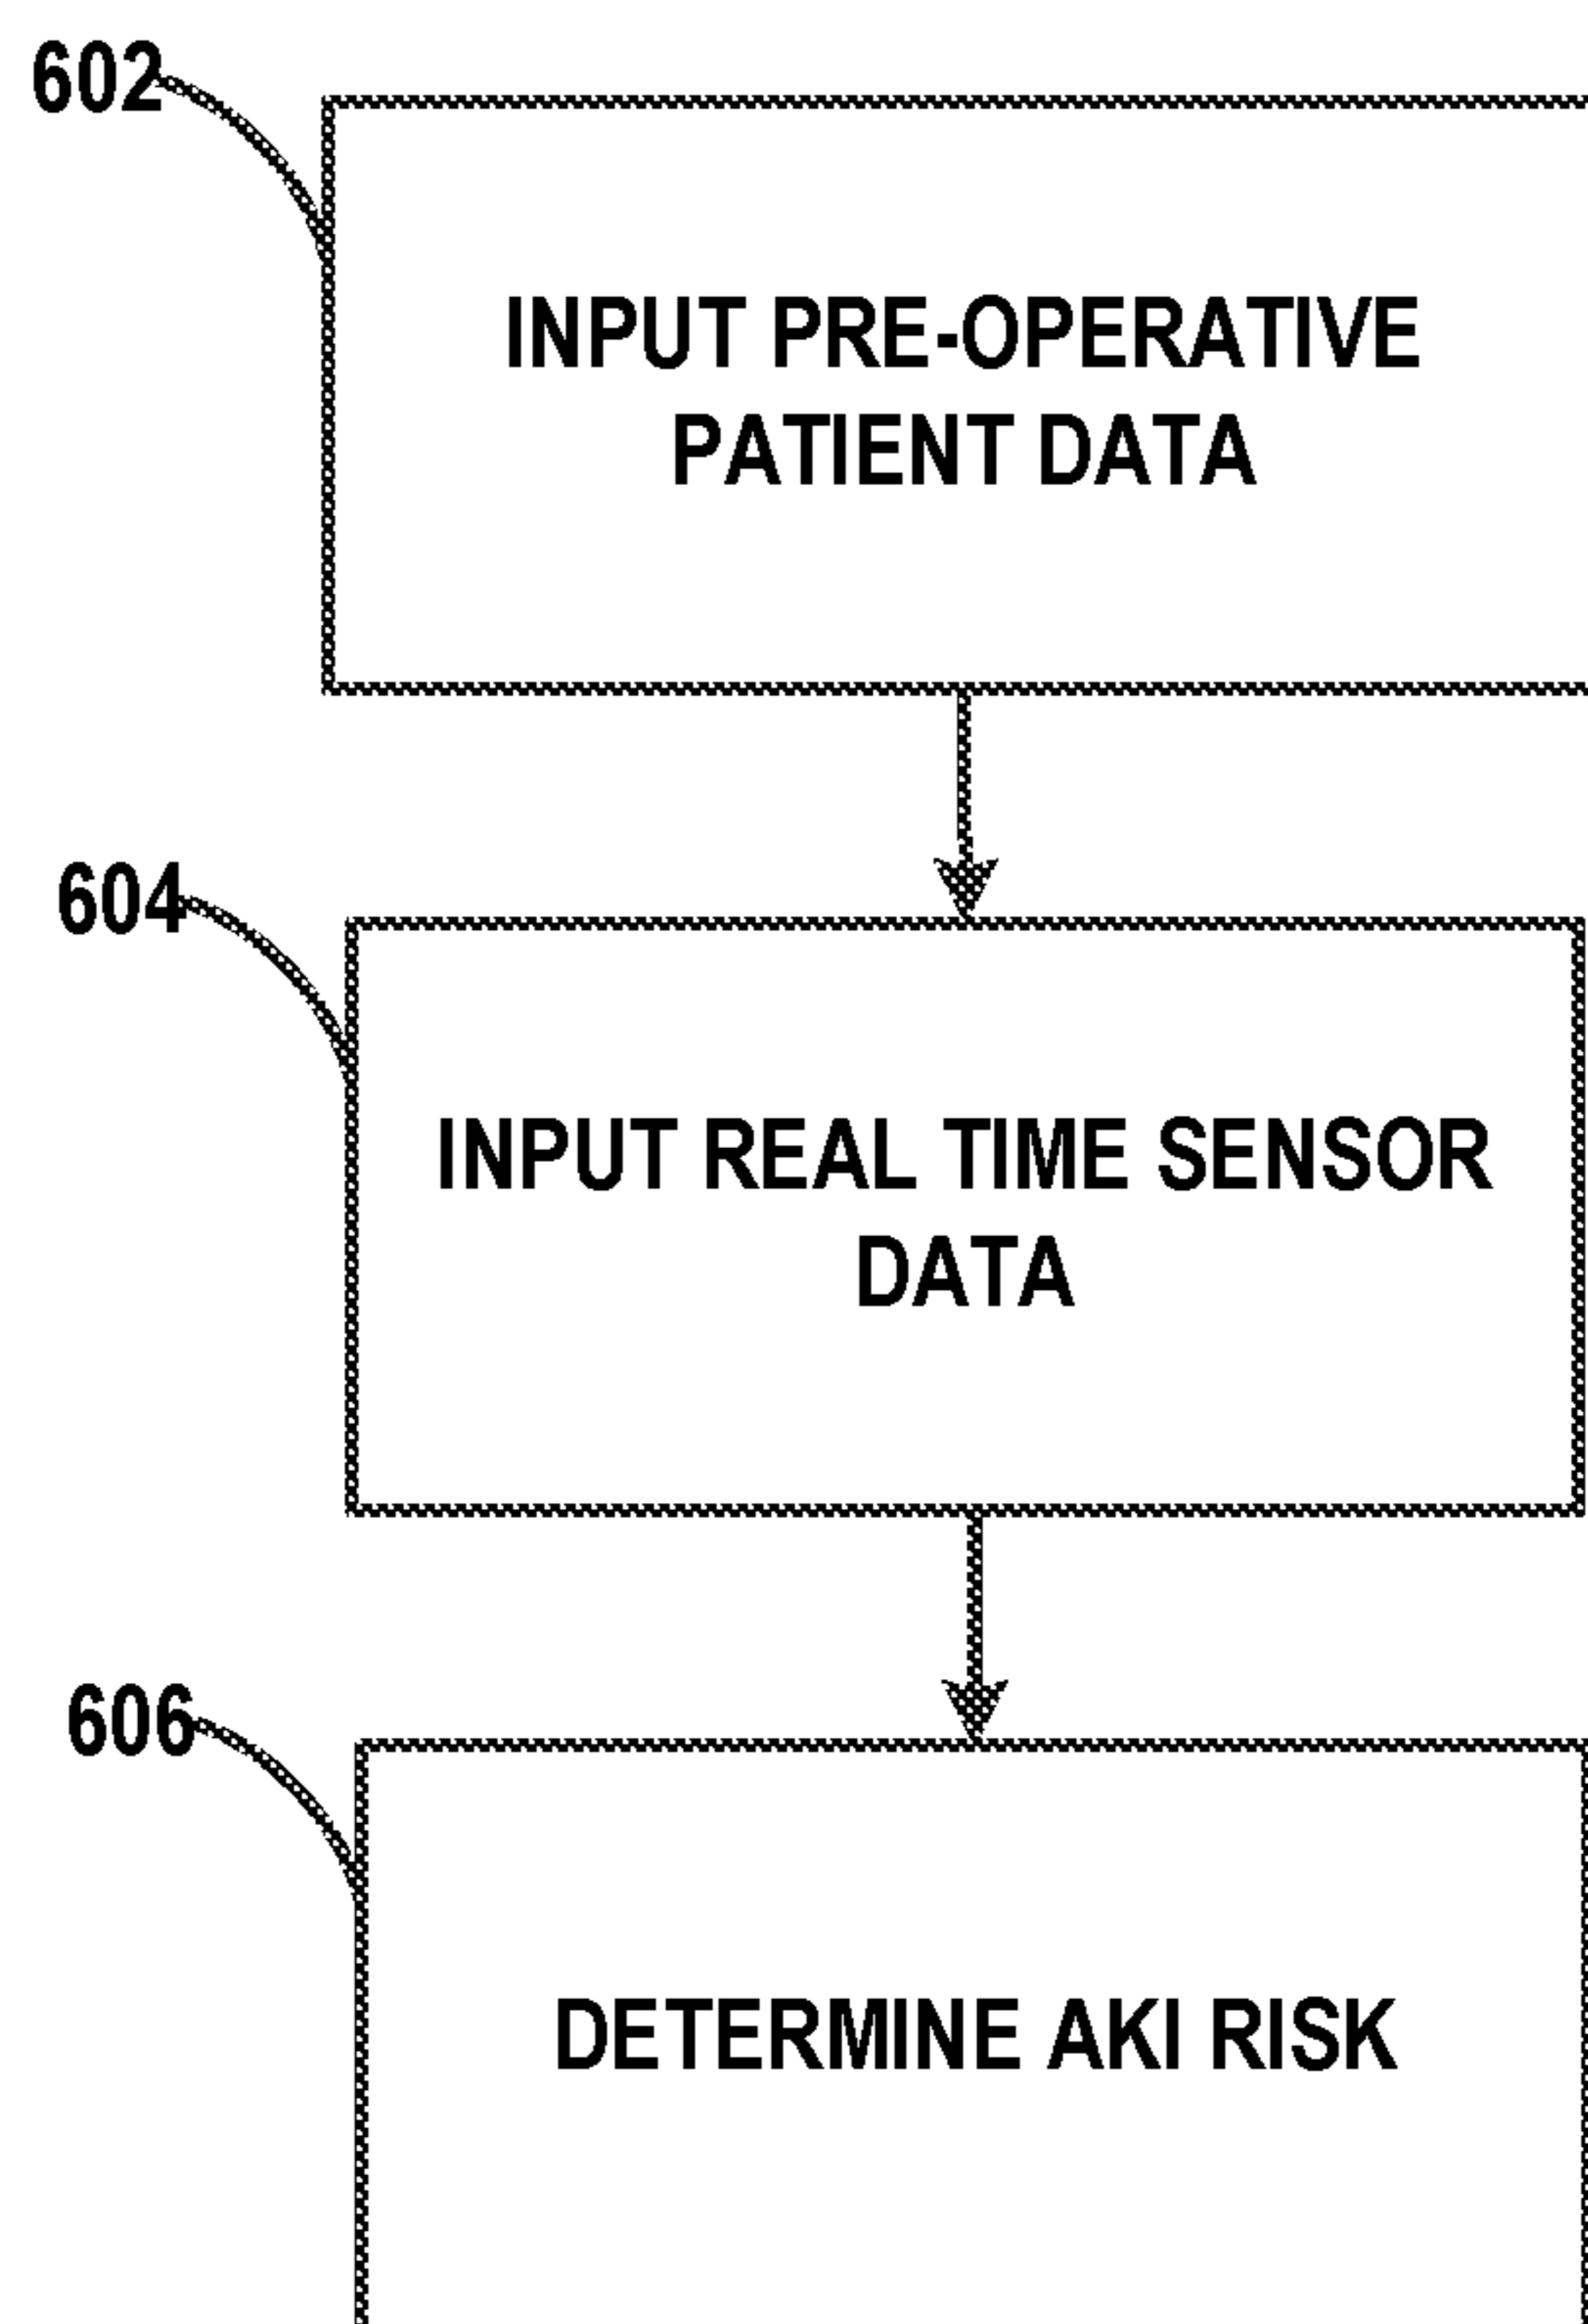 602
INPUT PRE-OPERATIVE
PATIENT DATA
604
INPUT REAL TIME SENSOR
DATA
606
DETERMINE AKI RISK